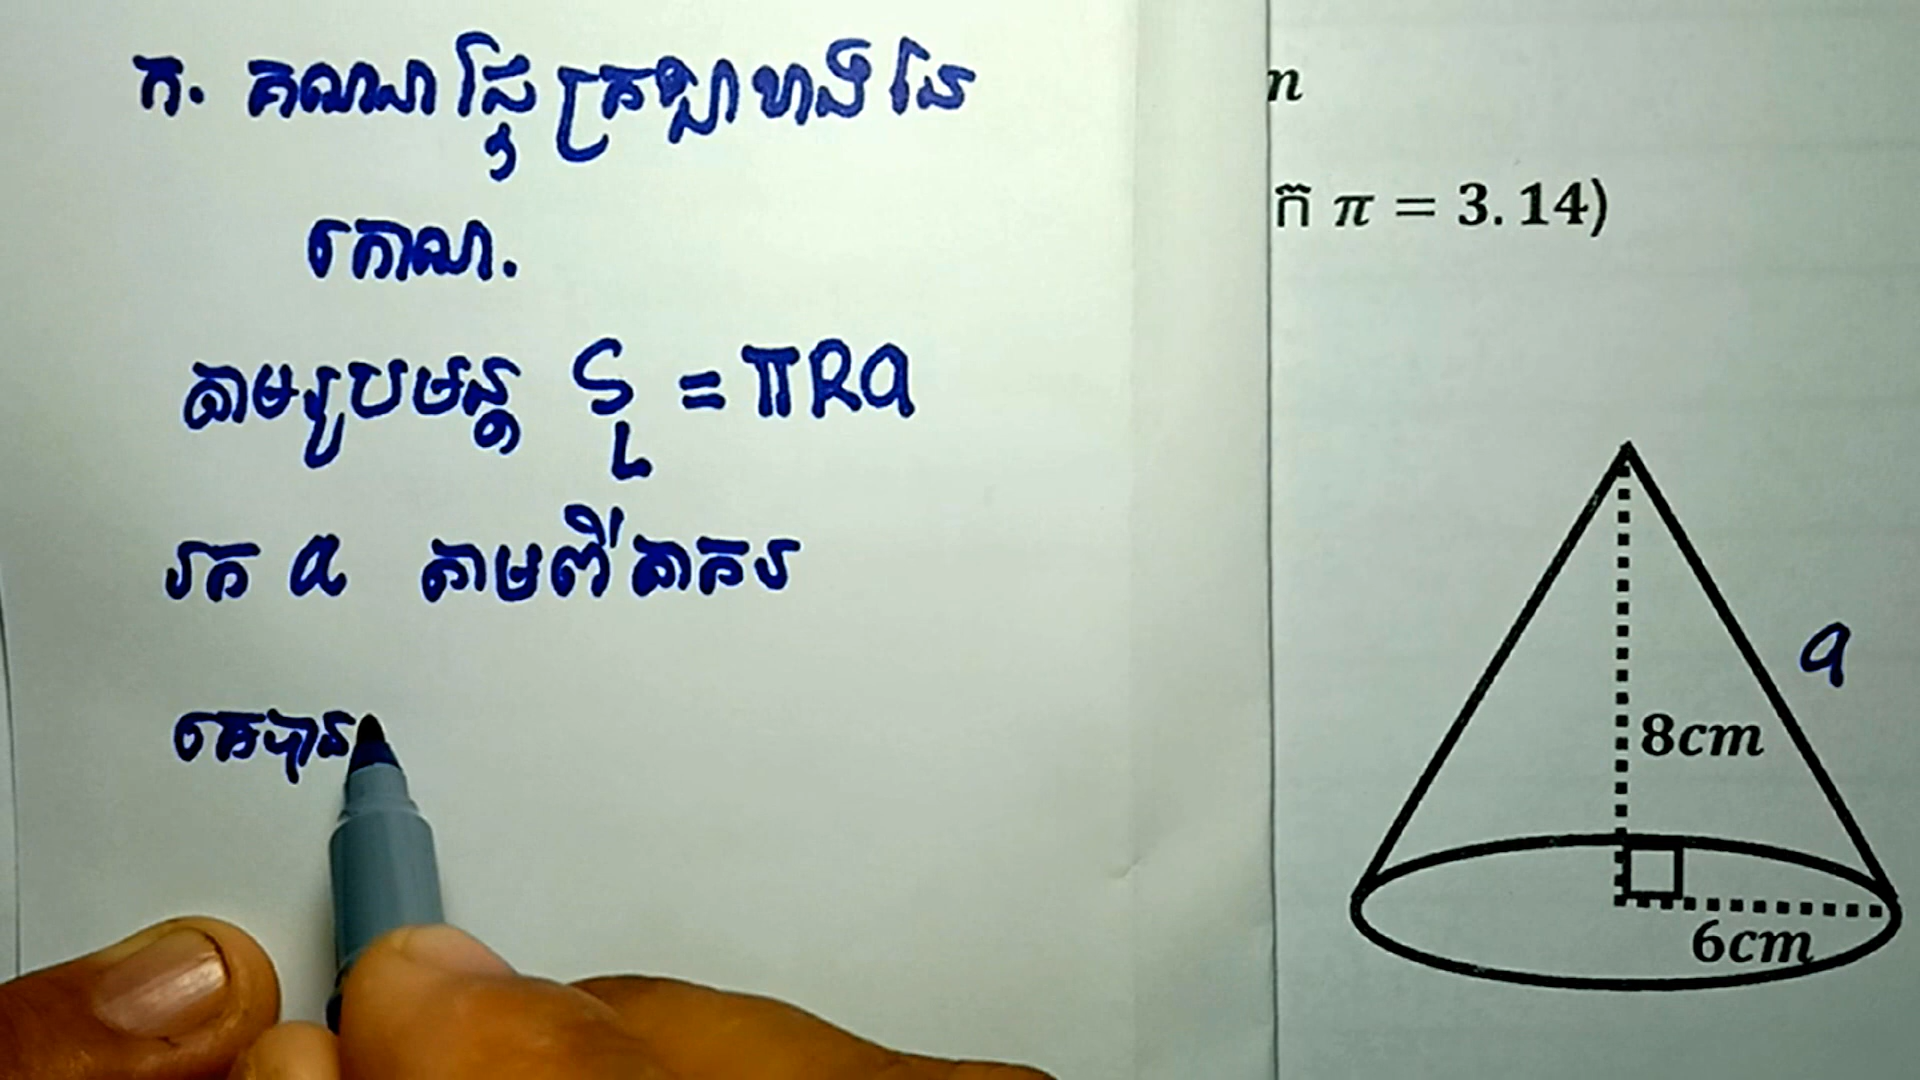 ក. គណនាផ្ទៃក្រឡាខាងនៃ
កោណ.
តាមរូបមន្ត S_L = πRa
រក a តាមពីតាគរ
គេបាន
n
ក π = 3.14)
a
8cm
6cm